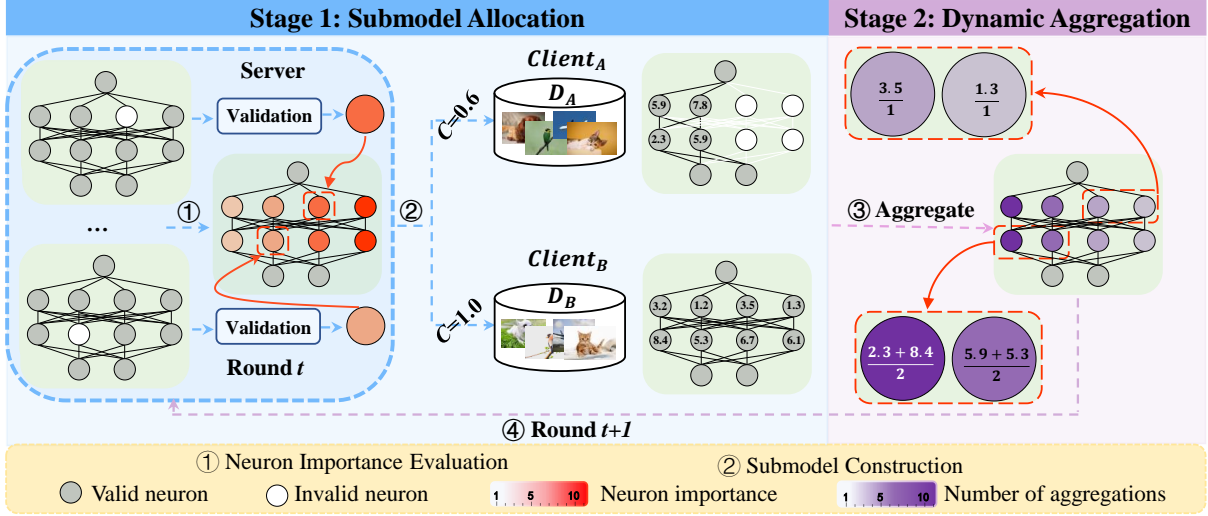 Stage 1: Submodel Allocation
Stage 2: Dynamic Aggregation
Server
Validation
①
...
Validation
Round t
②
C=0.6
C=1.0
Client_A
D_A
5.9 7.8
2.3 5.9
Client_B
D_B
3.2 1.2 3.5 1.3
8.4 5.3 6.7 6.1
③ Aggregate
3.5
1
1.3
1
2.3 + 8.4
2
5.9 + 5.3
2
④ Round t+1
① Neuron Importance Evaluation
② Submodel Construction
Valid neuron
Invalid neuron
1 5 10
Neuron importance
1 5 10
Number of aggregations